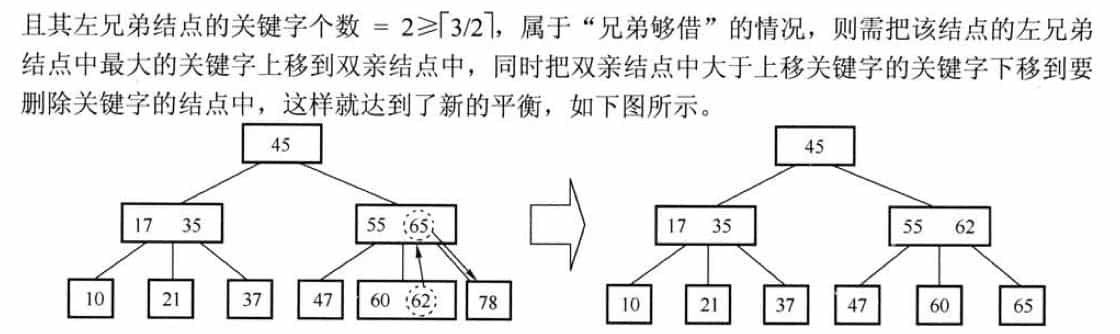 且其左兄弟结点的关键字个数 = 2≥⌈3/2⌉，属于“兄弟够借”的情况，则需把该结点的左兄弟
结点中最大的关键字上移到双亲结点中，同时把双亲结点中大于上移关键字的关键字下移到要
删除关键字的结点中，这样就达到了新的平衡，如下图所示。
45
17 35 55 65
10 21 37 47 60 62 78
45
17 35 55 62
10 21 37 47 60 65